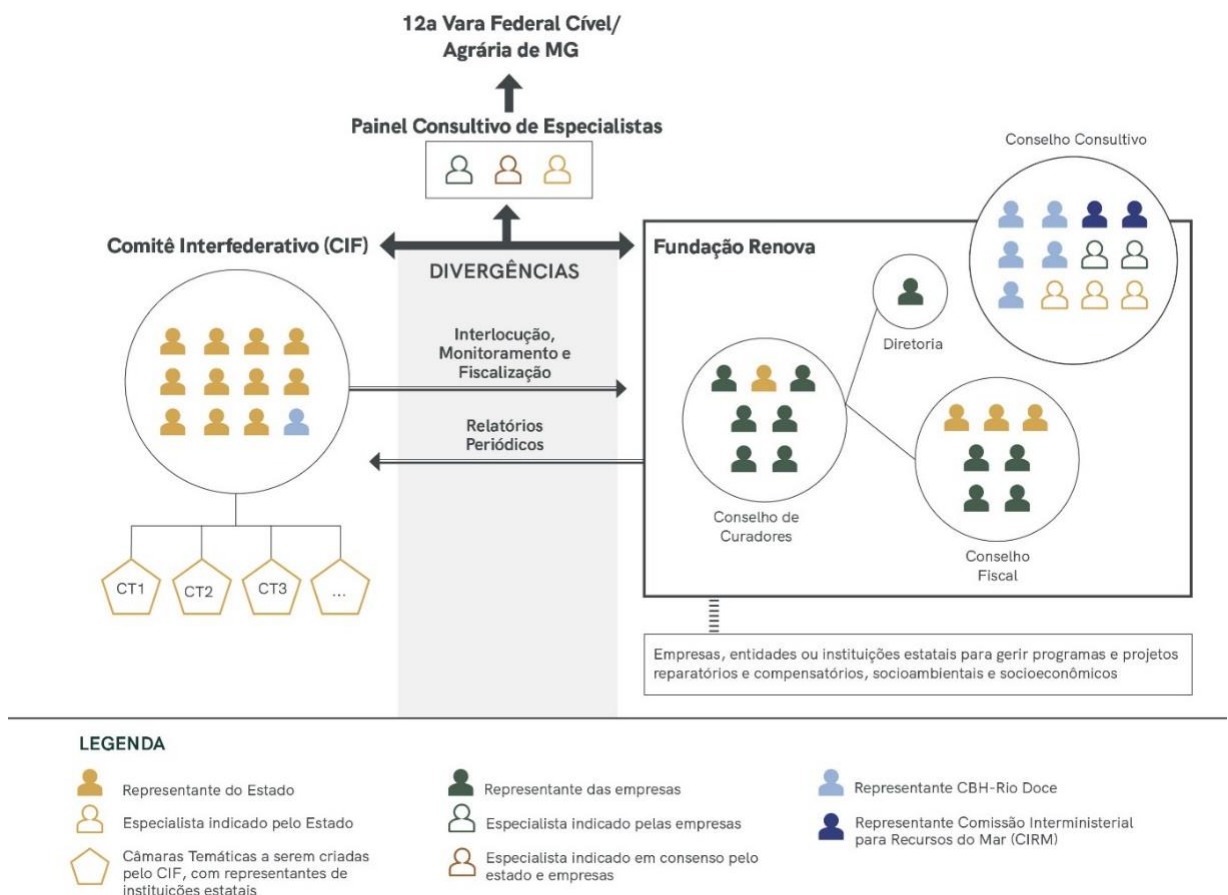 12a Vara Federal Cível/
Agrária de MG
Painel Consultivo de Especialistas
Conselho Consultivo
Comitê Interfederativo (CIF)
DIVERGÊNCIAS
Fundação Renova
Interlocução,
Monitoramento e
Fiscalização
Diretoria
Relatórios
Periódicos
Conselho de
Curadores
Conselho
Fiscal
CT1
CT2
CT3
...
Empresas, entidades ou instituições estatais para gerir programas e projetos
reparatórios e compensatórios, socioambientais e socioeconômicos
LEGENDA
Representante do Estado
Especialista indicado pelo Estado
Câmaras Temáticas a serem criadas
pelo CIF, com representantes de
instituições estatais
Representante das empresas
Especialista indicado pelas empresas
Especialista indicado em consenso pelo
estado e empresas
Representante CBH-Rio Doce
Representante Comissão Interministerial
para Recursos do Mar (CIRM)